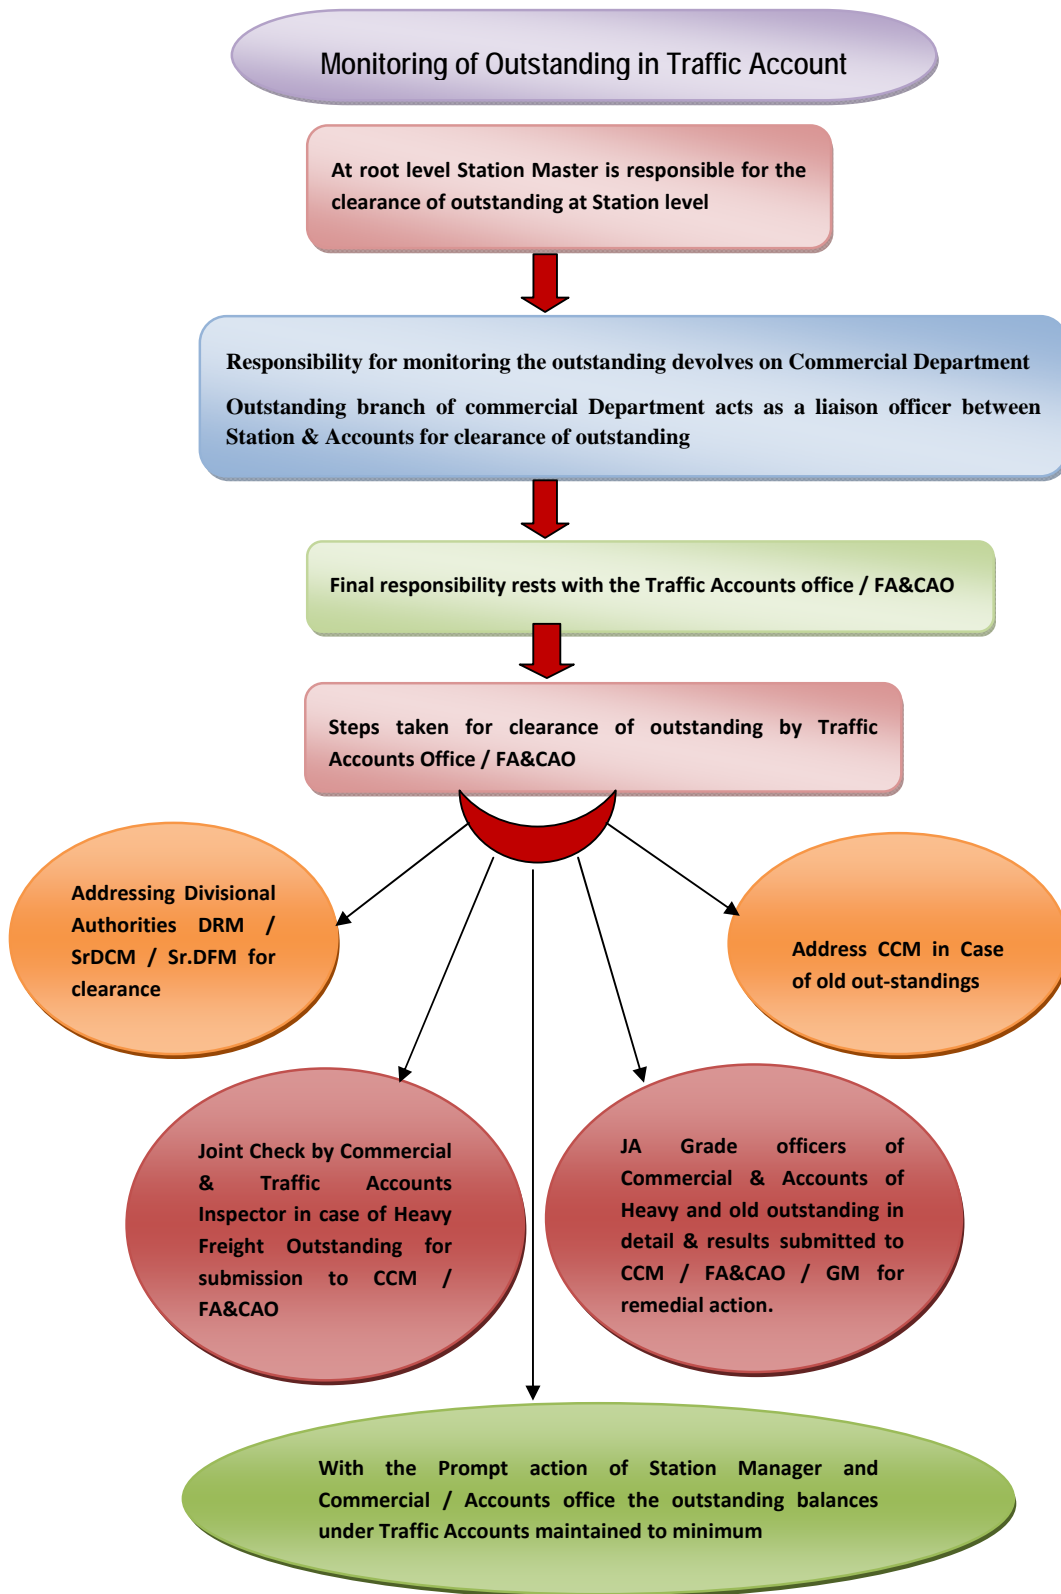 Monitoring of Outstanding in Traffic Account
At root level Station Master is responsible for the
clearance of outstanding at Station level
Responsibility for monitoring the outstanding devolves on Commercial Department
Outstanding branch of commercial Department acts as a liaison officer between
Station & Accounts for clearance of outstanding
Final responsibility rests with the Traffic Accounts office / FA&CAO
Steps taken for clearance of outstanding by Traffic
Accounts Office / FA&CAO
Addressing Divisional
Authorities DRM /
SrDCM / Sr.DFM for
clearance
Address CCM in Case
of old out-standings
Joint Check by Commercial
& Traffic Accounts
Inspector in case of Heavy
Freight Outstanding for
submission to CCM /
FA&CAO
JA Grade officers of
Commercial & Accounts of
Heavy and old outstanding in
detail & results submitted to
CCM / FA&CAO / GM for
remedial action.
With the Prompt action of Station Manager and
Commercial / Accounts office the outstanding balances
under Traffic Accounts maintained to minimum